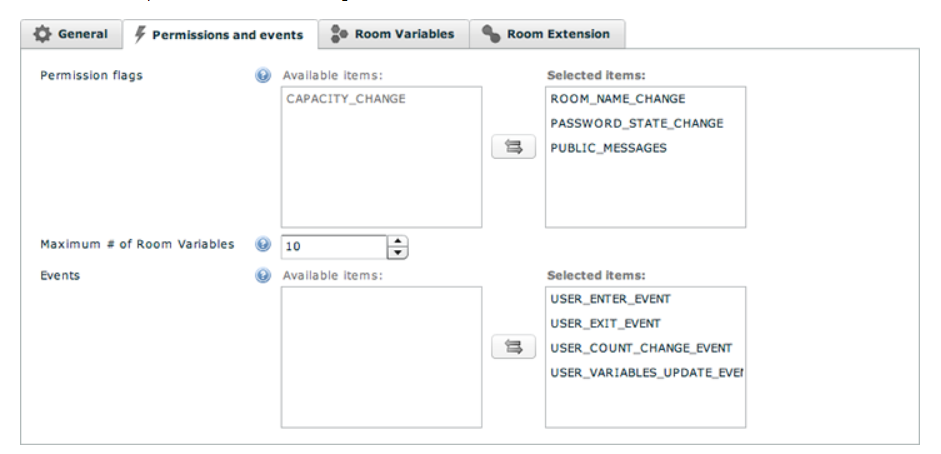 General Permissions and events Room Variables Room Extension
Permission flags Available items: Selected items:
CAPACITY_CHANGE ROOM_NAME_CHANGE
PASSWORD_STATE_CHANGE
PUBLIC_MESSAGES
Maximum # of Room Variables 10
Events Available items: Selected items:
USER_ENTER_EVENT
USER_EXIT_EVENT
USER_COUNT_CHANGE_EVENT
USER_VARIABLES_UPDATE_EVE